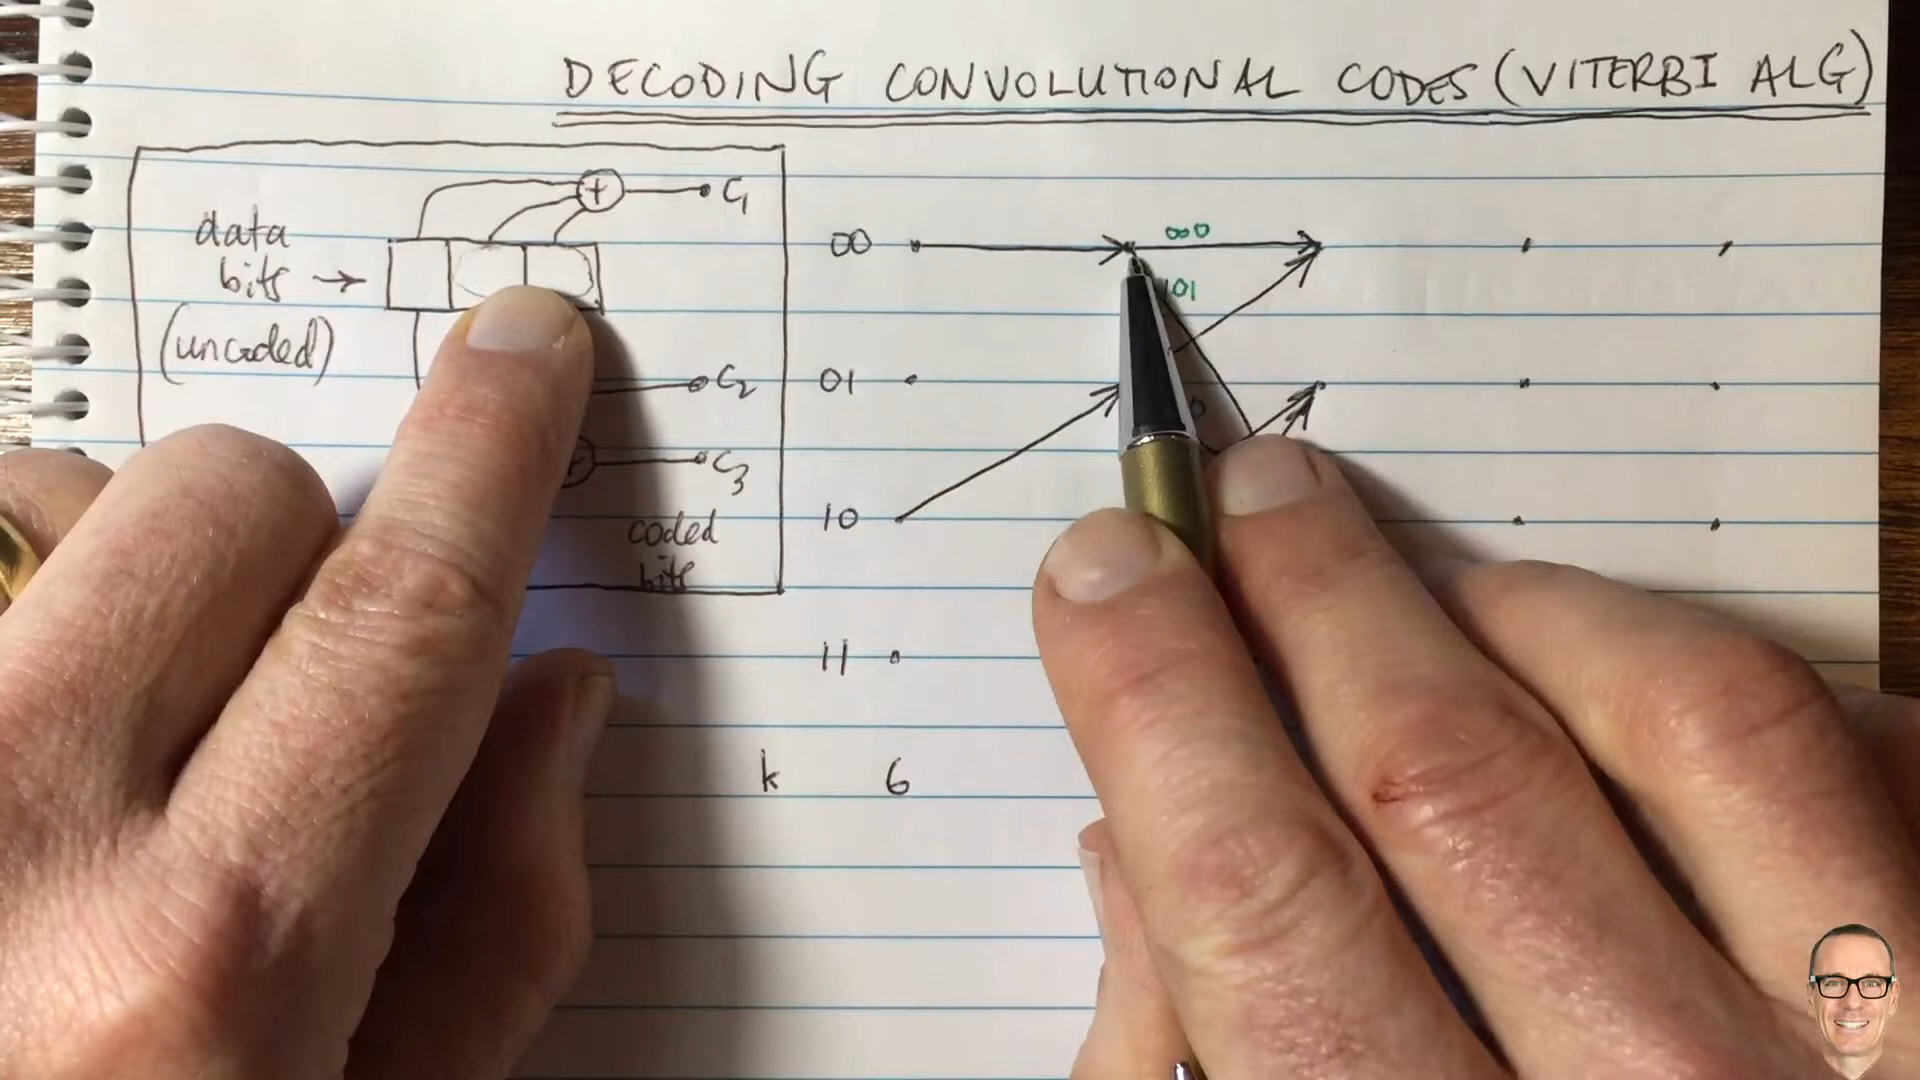 DECODING CONVOLUTIONAL CODES (VITERBI ALG)
data
bits →
(uncoded)
+
C1
C2
C3
coded
bits
00
000
101
01
10
11
k 6